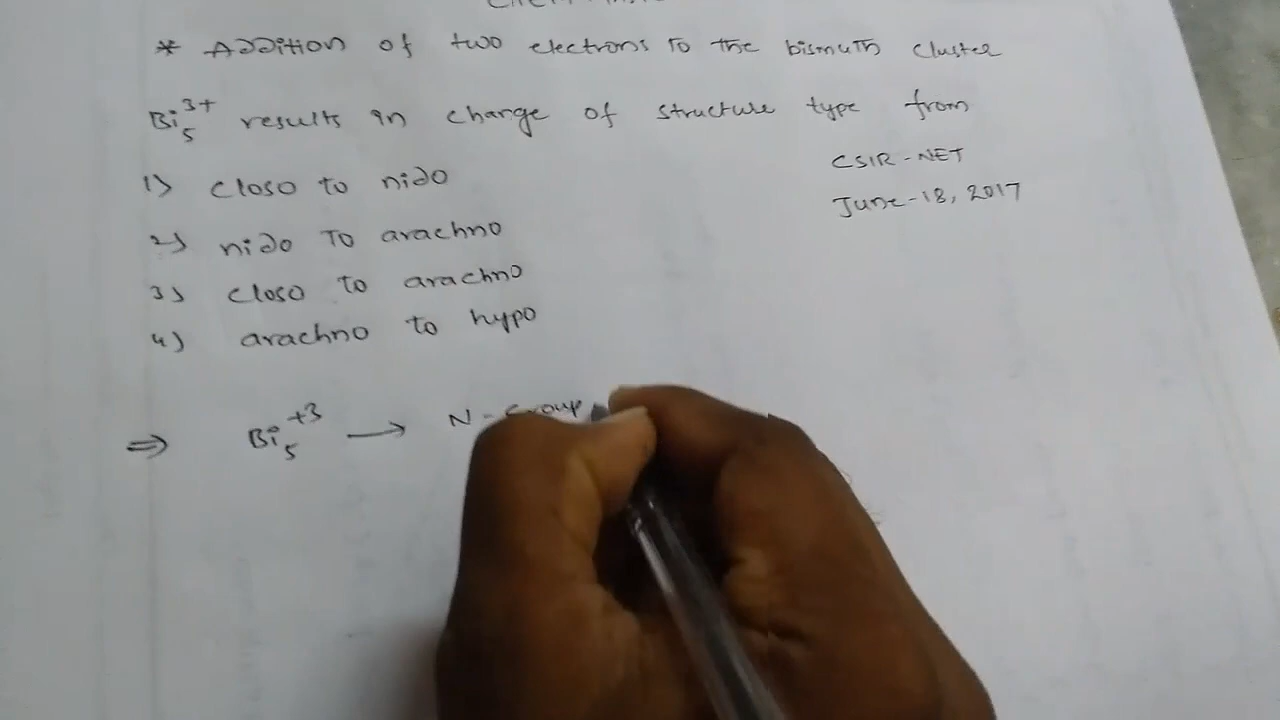 * Addition of two electrons to the bismuth cluster
Bi₅³⁺ results in change of structure type from
CSIR-NET
June-18, 2017
1) closo to nido
2) nido To arachno
3) closo to arachno
4) arachno to hypo
⇒ Bi₅⁺³ → N-Group